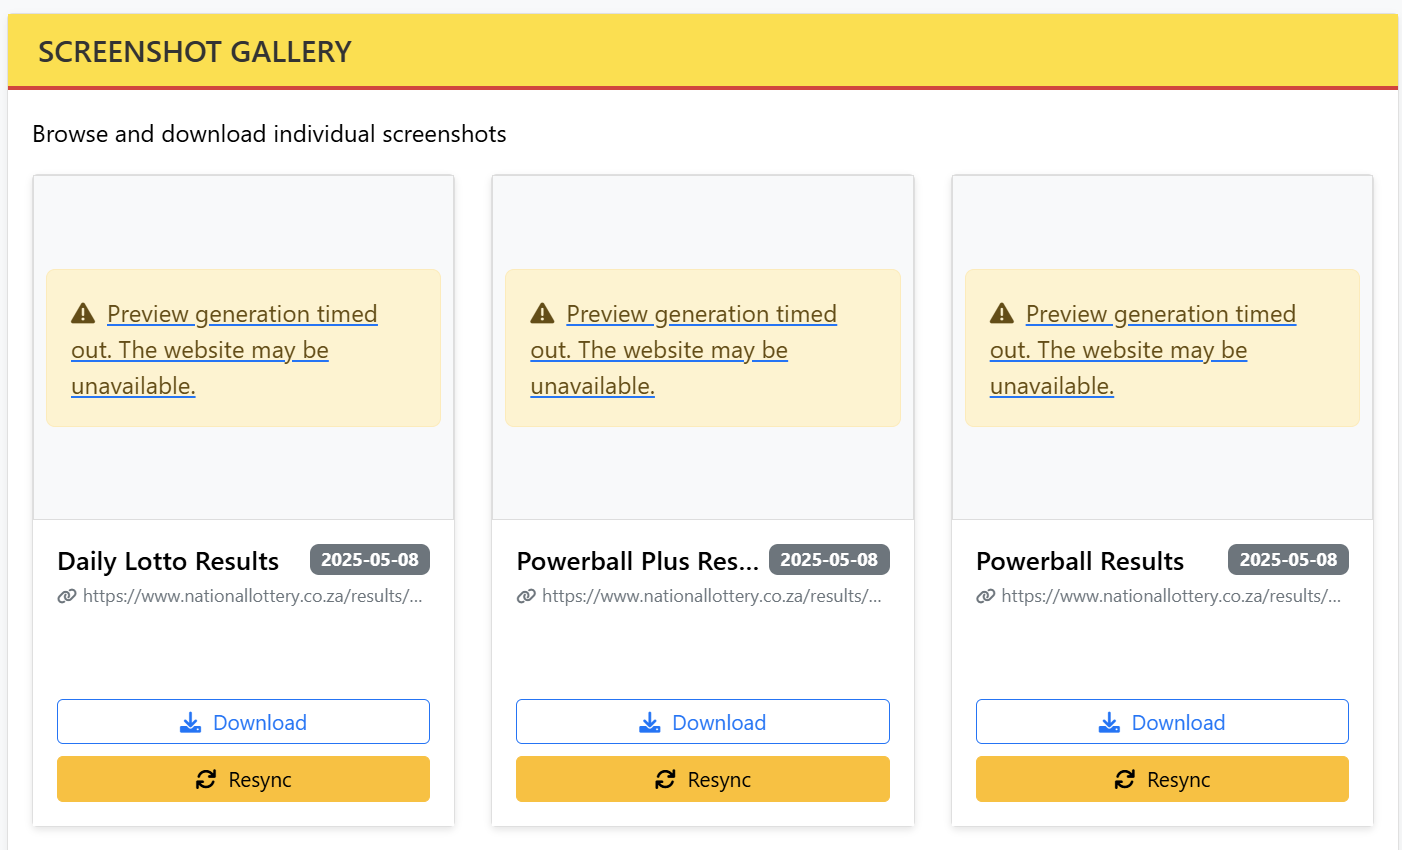 SCREENSHOT GALLERY
Browse and download individual screenshots
Preview generation timed
out. The website may be
unavailable.
Daily Lotto Results 2025-05-08
https://www.nationallottery.co.za/results/...
Download
Resync
Preview generation timed
out. The website may be
unavailable.
Powerball Plus Res... 2025-05-08
https://www.nationallottery.co.za/results/...
Download
Resync
Preview generation timed
out. The website may be
unavailable.
Powerball Results 2025-05-08
https://www.nationallottery.co.za/results/...
Download
Resync